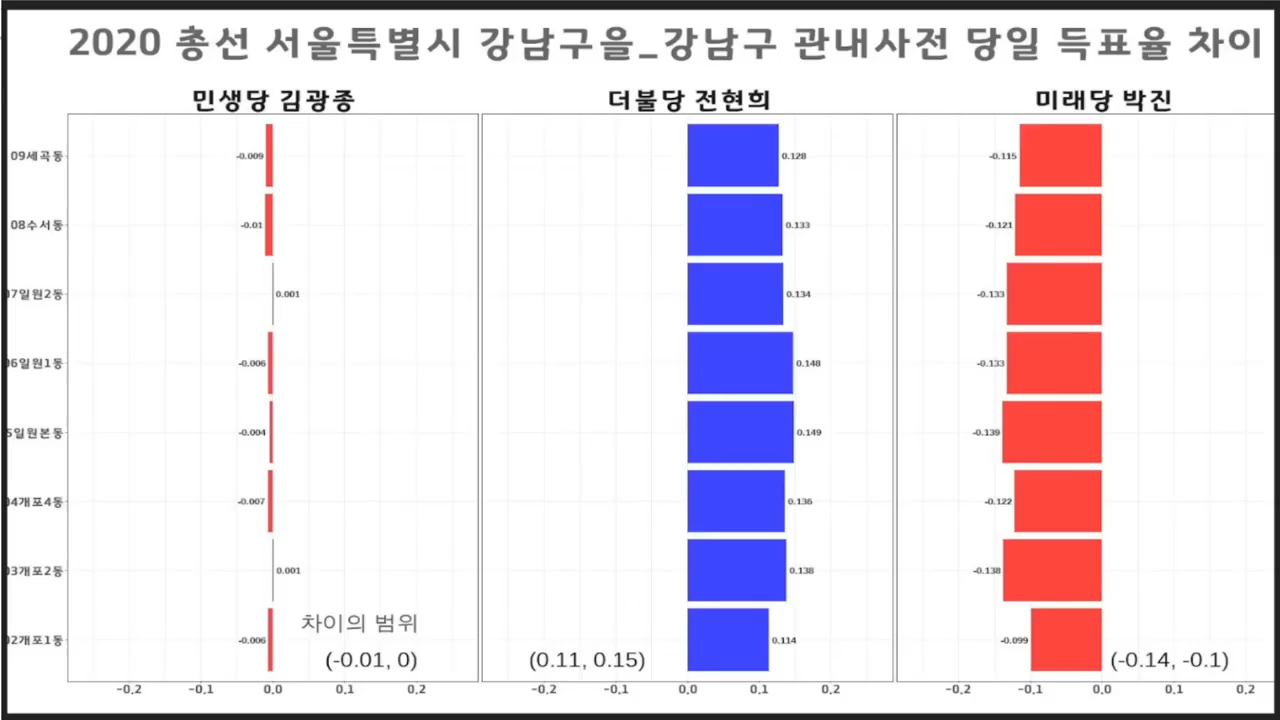 2020 총선 서울특별시 강남구을_강남구 관내사전 당일 득표율 차이
민생당 김광종 더불당 전현희 미래당 박진
09세곡동 -0.009 0.128 -0.115
08수서동 -0.01 0.133 -0.121
07일원2동 0.001 0.134 -0.133
06일원1동 -0.006 0.148 -0.133
5일원본동 -0.004 0.149 -0.139
04개포4동 -0.007 0.136 -0.122
03개포2동 0.001 0.138 -0.138
차이의 범위
02개포1동 -0.006 0.114 -0.099
(-0.01, 0) (0.11, 0.15) (-0.14, -0.1)
-0.2 -0.1 0.0 0.1 0.2 -0.2 -0.1 0.0 0.1 0.2 -0.2 -0.1 0.0 0.1 0.2